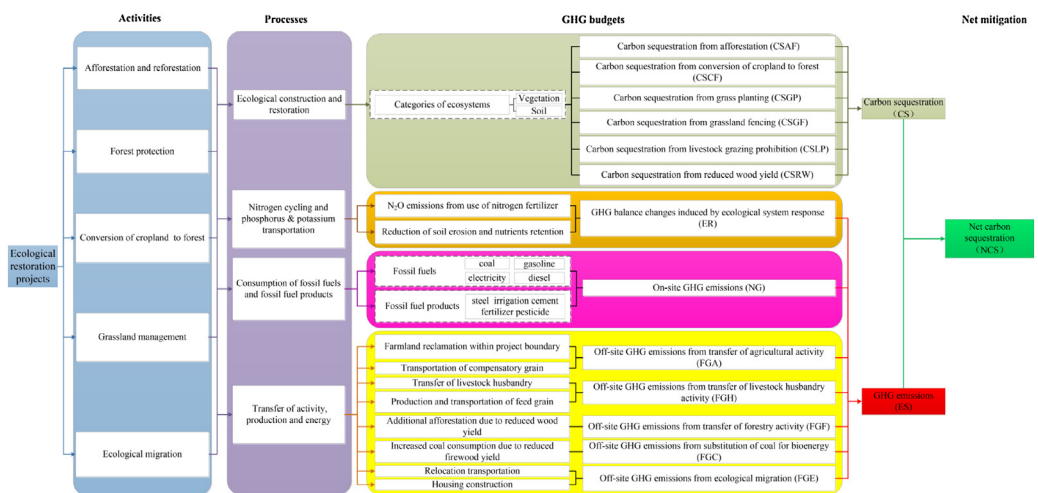 Activities
Processes
GHG budgets
Net mitigation
Ecological
restoration
projects
Afforestation and reforestation
Forest protection
Conversion of cropland to forest
Grassland management
Ecological migration
Ecological construction and
restoration
Nitrogen cycling and
phosphorus & potassium
transportation
Consumption of fossil fuels
and fossil fuel products
Transfer of activity,
production and energy
Categories of ecosystems
Vegetation
Soil
Carbon sequestration from afforestation (CSAF)
Carbon sequestration from conversion of cropland to forest
(CSCF)
Carbon sequestration from grass planting (CSGP)
Carbon sequestration from grassland fencing (CSGF)
Carbon sequestration from livestock grazing prohibition (CSLP)
Carbon sequestration from reduced wood yield (CSRW)
N2O emissions from use of nitrogen fertilizer
Reduction of soil erosion and nutrients retention
GHG balance changes induced by ecological system response
(ER)
Fossil fuels
coal
gasoline
electricity
diesel
Fossil fuel products
steel irrigation cement
fertilizer pesticide
On-site GHG emissions (NG)
Farmland reclamation within project boundary
Transportation of compensatory grain
Off-site GHG emissions from transfer of agricultural activity
(FGA)
Transfer of livestock husbandry
Production and transportation of feed grain
Off-site GHG emissions from transfer of livestock husbandry
activity (FGH)
Additional afforestation due to reduced wood
yield
Off-site GHG emissions from transfer of forestry activity (FGF)
Increased coal consumption due to reduced
firewood yield
Off-site GHG emissions from substitution of coal for bioenergy
(FGC)
Relocation transportation
Housing construction
Off-site GHG emissions from ecological migration (FGE)
Carbon sequestration
(CS)
Net carbon
sequestration
(NCS)
GHG emissions
(ES)